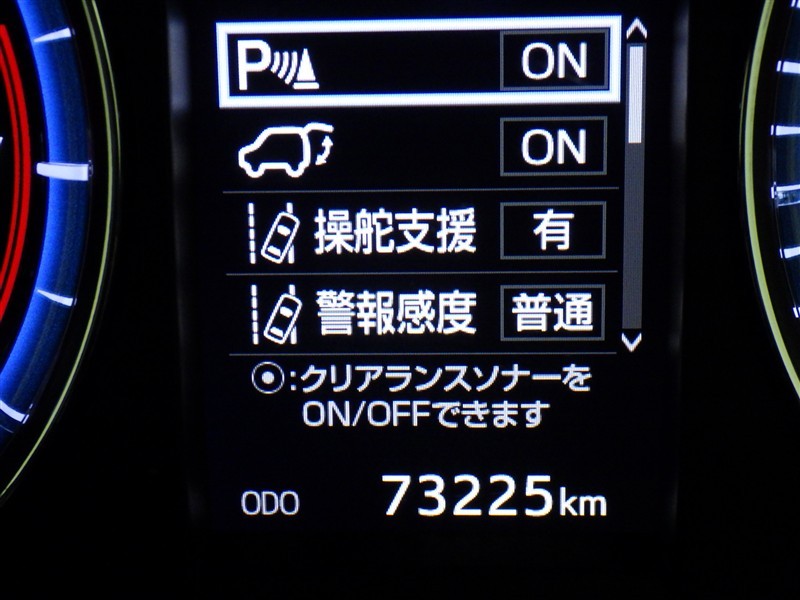 P ON
ON
操舵支援 有
警報感度 普通
⦿:クリアランスソナーを
ON/OFFできます
ODO 73225km